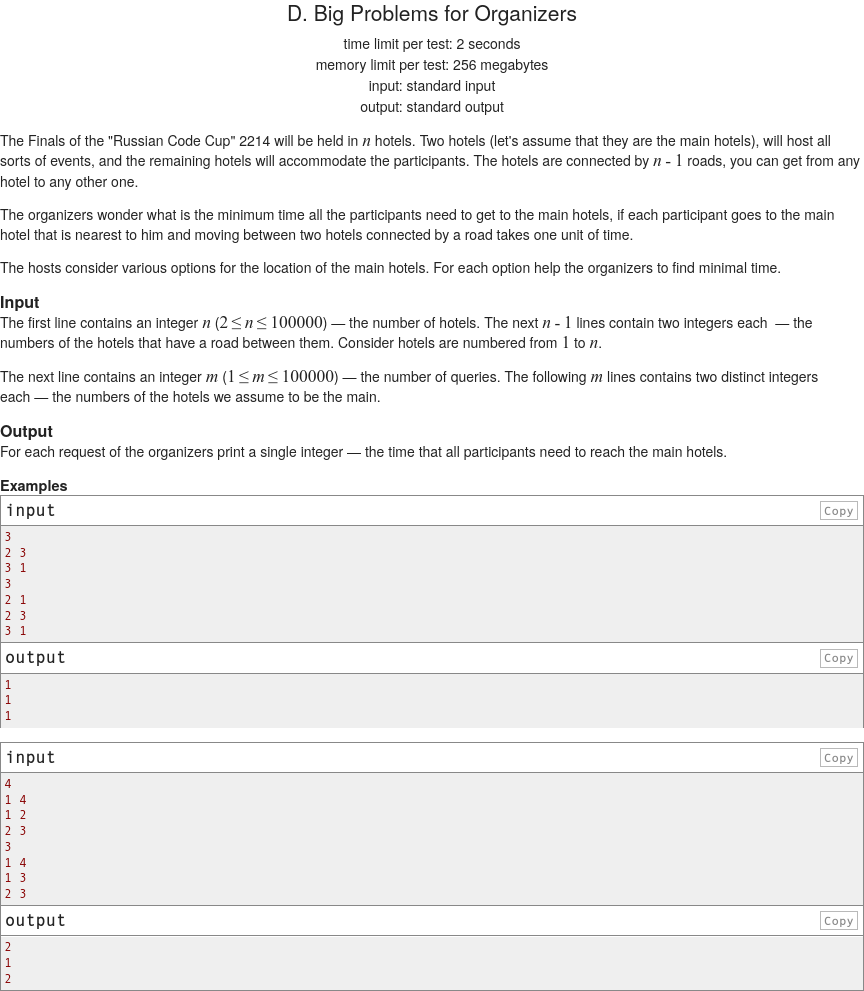 D. Big Problems for Organizers
time limit per test: 2 seconds
memory limit per test: 256 megabytes
input: standard input
output: standard output
The Finals of the "Russian Code Cup" 2214 will be held in n hotels. Two hotels (let's assume that they are the main hotels), will host all
sorts of events, and the remaining hotels will accommodate the participants. The hotels are connected by n - 1 roads, you can get from any
hotel to any other one.
The organizers wonder what is the minimum time all the participants need to get to the main hotels, if each participant goes to the main
hotel that is nearest to him and moving between two hotels connected by a road takes one unit of time.
The hosts consider various options for the location of the main hotels. For each option help the organizers to find minimal time.
Input
The first line contains an integer n (2 ≤ n ≤ 100000) — the number of hotels. The next n - 1 lines contain two integers each — the
numbers of the hotels that have a road between them. Consider hotels are numbered from 1 to n.
The next line contains an integer m (1 ≤ m ≤ 100000) — the number of queries. The following m lines contains two distinct integers
each — the numbers of the hotels we assume to be the main.
Output
For each request of the organizers print a single integer — the time that all participants need to reach the main hotels.
Examples
input Copy
3
2 3
3 1
3
2 1
2 3
3 1
output Copy
1
1
1
input Copy
4
1 4
1 2
2 3
3
1 4
1 3
2 3
output Copy
2
1
2